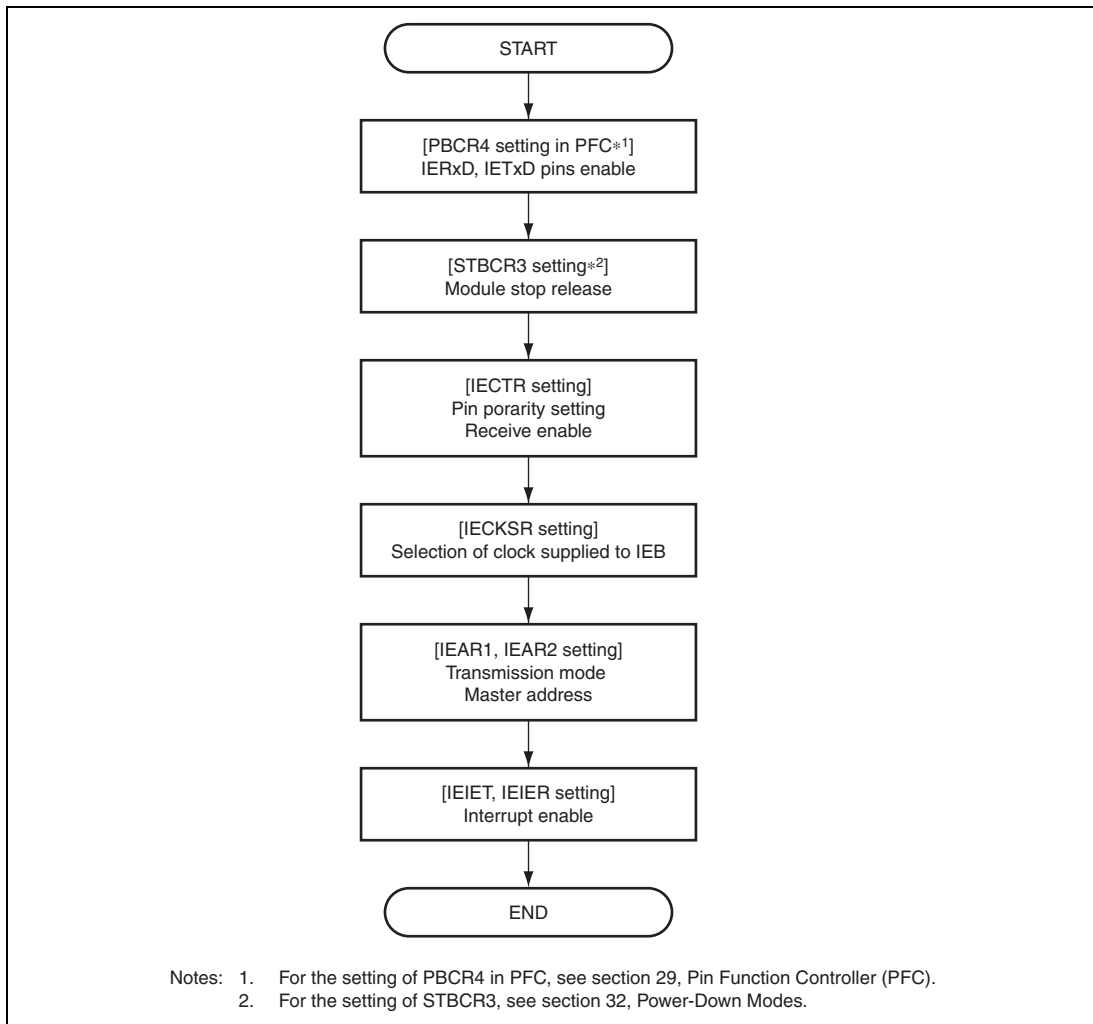 START
[PBCR4 setting in PFC*1]
IERxD, IETxD pins enable
[STBCR3 setting*2]
Module stop release
[IECTR setting]
Pin porarity setting
Receive enable
[IECKSR setting]
Selection of clock supplied to IEB
[IEAR1, IEAR2 setting]
Transmission mode
Master address
[IEIET, IEIER setting]
Interrupt enable
END
Notes: 1. For the setting of PBCR4 in PFC, see section 29, Pin Function Controller (PFC).
2. For the setting of STBCR3, see section 32, Power-Down Modes.